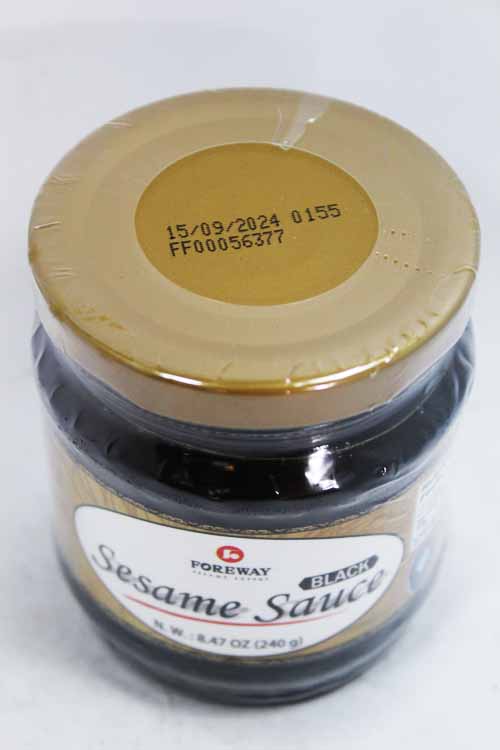 15/09/2024 0155
FF00056377
FOREWAY
BLACK
Sesame Sauce
N. W. : 8.47 OZ (240 g)